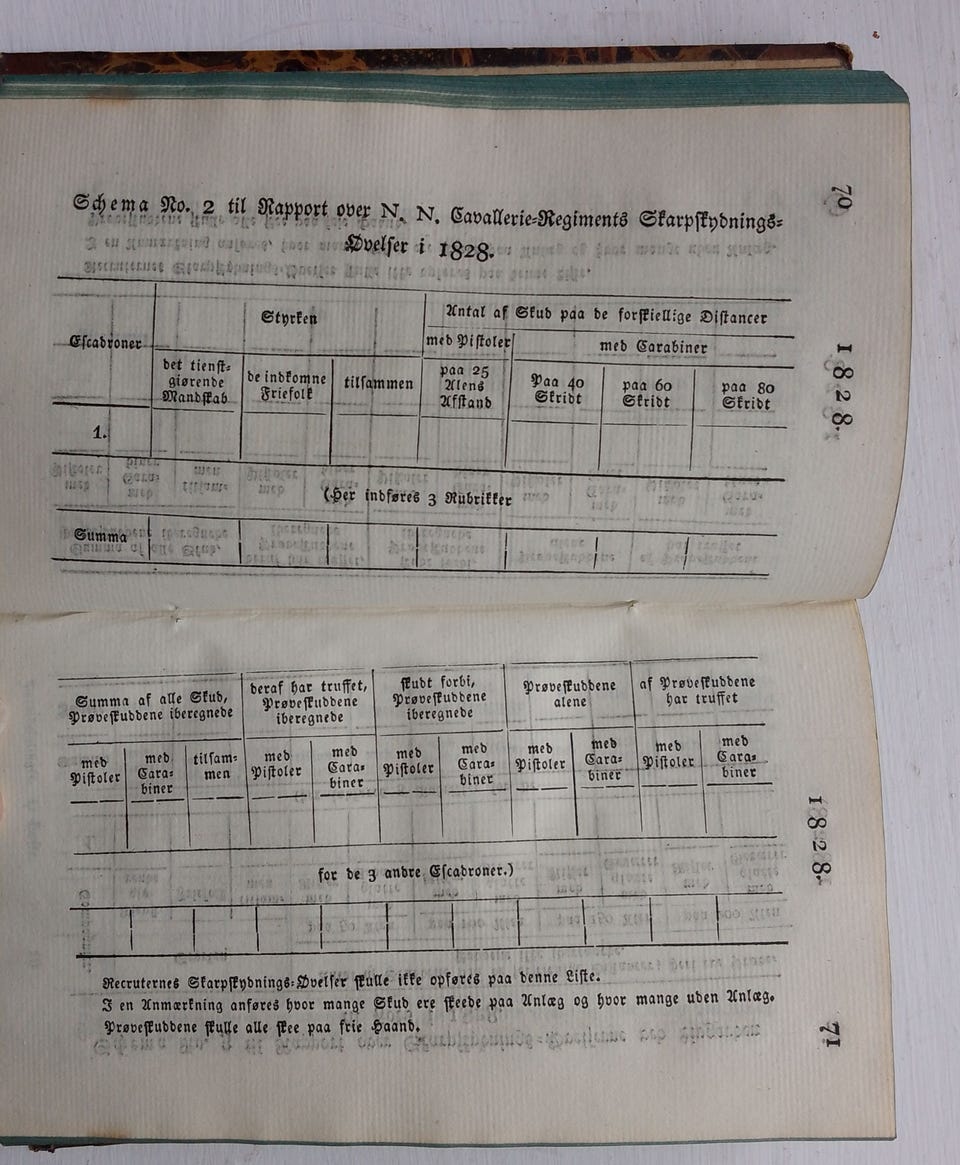 70
Schema No. 2 til Rapport over N. N. Cavallerie-Regiments Skarpskydnings-
Øvelser i 1828.
1828.
Escadroner
Styrken
Antal af Skud paa de forskiellige Distancer
med Pistoler
med Carabiner
det tienst-
giørende
Mandskab
de indkomne
Friefolk
tilsammen
paa 25
Alens
Afstand
Paa 40
Skridt
paa 60
Skridt
paa 80
Skridt
1.
(Her indføres 3 Rubrikker
Summa
Summa af alle Skud,
Prøveskuddene iberegnede
deraf har truffet,
Prøveskuddene
iberegnede
skudt forbi,
Prøveskuddene
iberegnede
Prøveskuddene
alene
af Prøveskuddene
har truffet
med
Pistoler
med
Cara-
biner
tilsam-
men
med
Pistoler
med
Cara-
biner
med
Pistoler
med
Cara-
biner
med
Pistoler
med
Cara-
biner
med
Pistoler
med
Cara-
biner
1828.
for de 3 andre Escadroner.)
Recruternes Skarpskydnings-Øvelser skulle ikke opføres paa denne Liste.
I en Anmærkning anføres hvor mange Skud ere skeede paa Anlæg og hvor mange uden Anlæg.
Prøveskuddene skulle alle skee paa frie Haand.
71